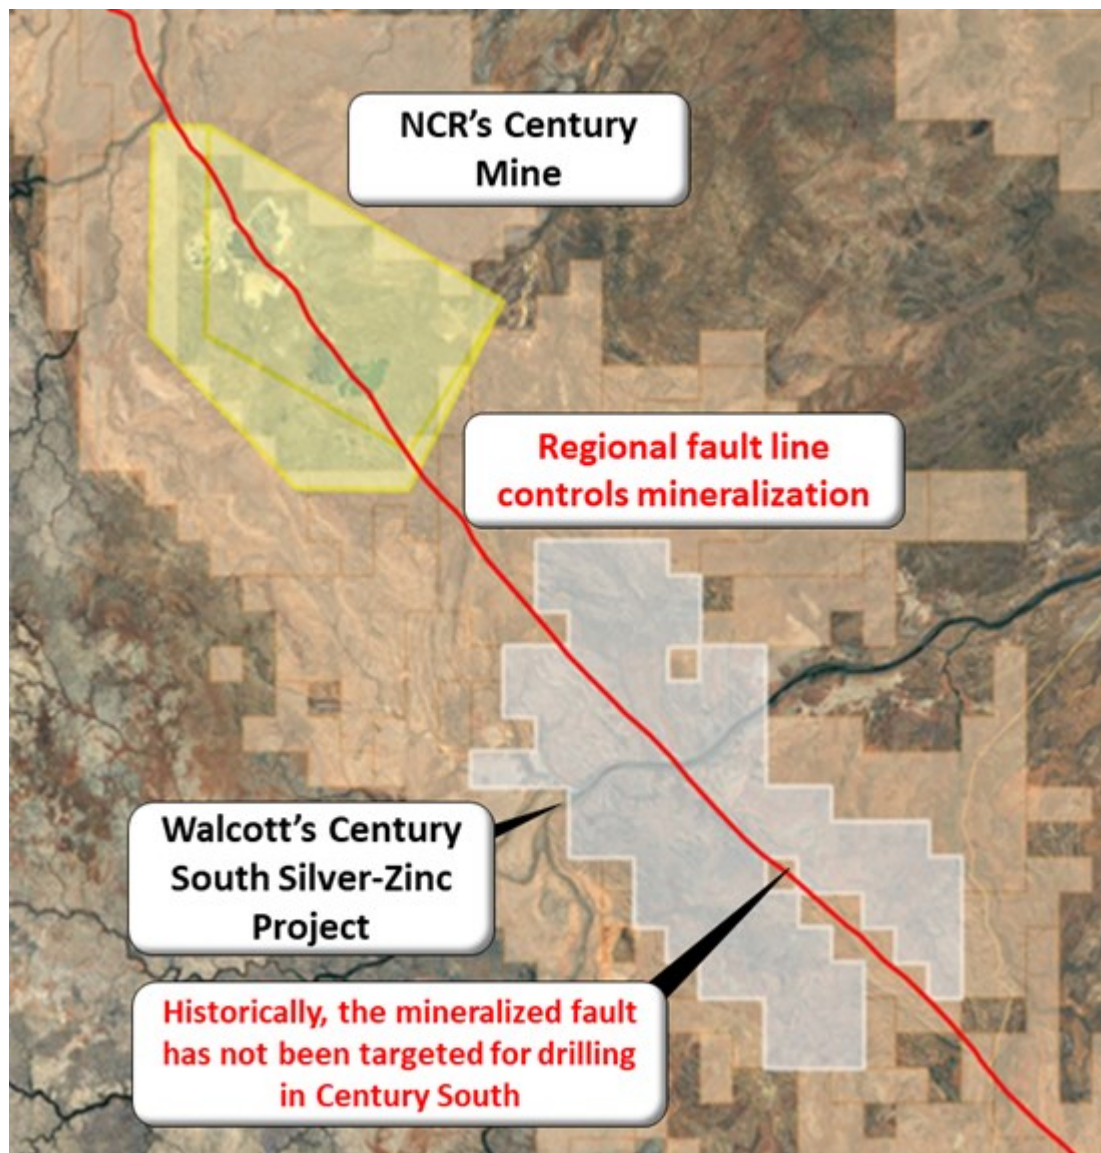 NCR's Century
Mine
Regional fault line
controls mineralization
Walcott's Century
South Silver-Zinc
Project
Historically, the mineralized fault
has not been targeted for drilling
in Century South